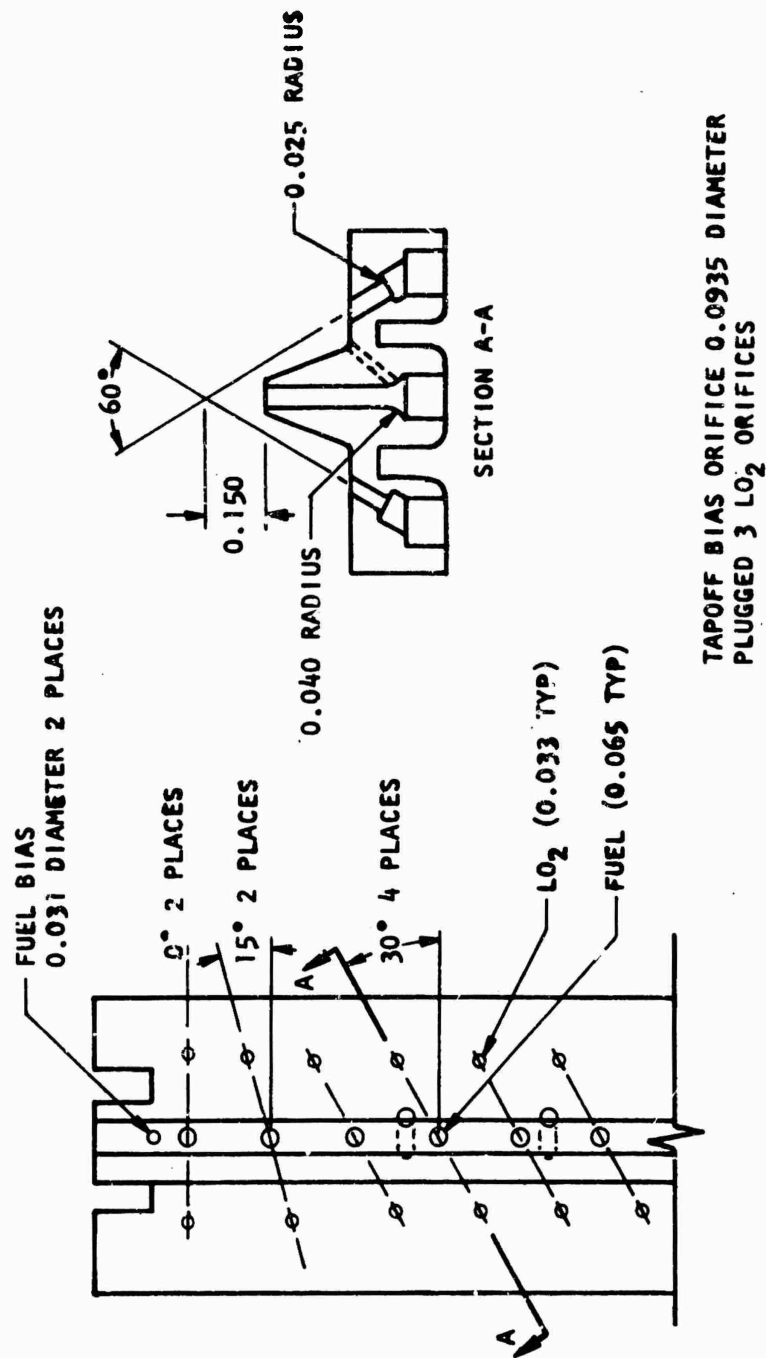 FUEL BIAS
0.031 DIAMETER 2 PLACES
0° 2 PLACES
15° 2 PLACES
A
30° 4 PLACES
LO2 (0.033 TYP)
FUEL (0.065 TYP)
A
60°
0.150
0.025 RADIUS
0.040 RADIUS
SECTION A-A
TAPOFF BIAS ORIFICE 0.0935 DIAMETER
PLUGGED 3 LO2 ORIFICES